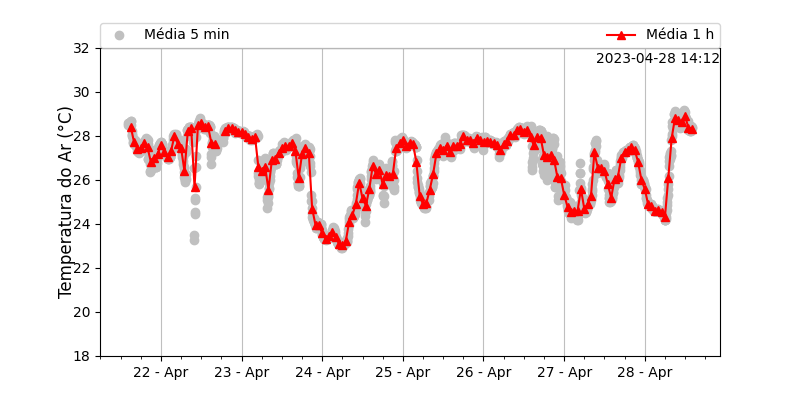 Média 5 min
Média 1 h
2023-04-28 14:12
Temperatura do Ar (°C)
32
30
28
26
24
22
20
18
22 - Apr
23 - Apr
24 - Apr
25 - Apr
26 - Apr
27 - Apr
28 - Apr